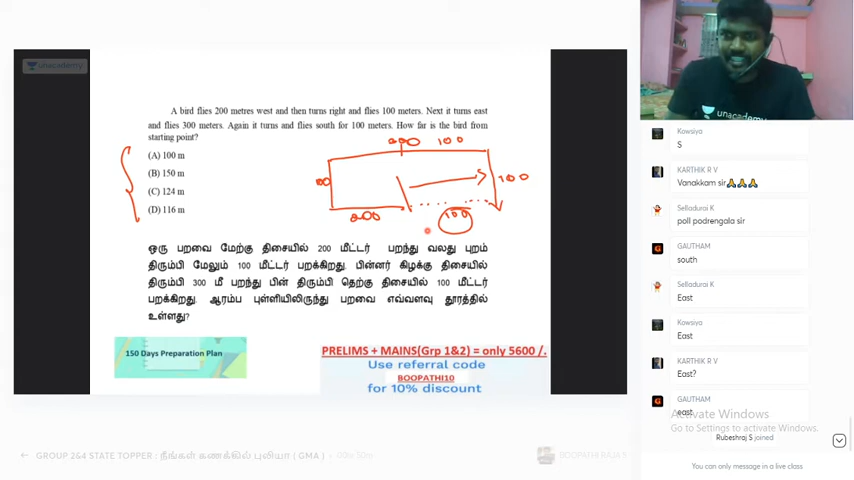 unacademy
A bird flies 200 metres west and then turns right and flies 100 meters. Next it turns east
and flies 300 meters. Again it turns and flies south for 100 meters. How far is the bird from
starting point?
(A) 100 m
(B) 150 m
(C) 124 m
(D) 116 m
200 100
100
100
200
100
ஒரு பறவை மேற்கு திசையில் 200 மீட்டர் பறந்து வலது புறம்
திரும்பி மேலும் 100 மீட்டர் பறக்கிறது. பின்னர் கிழக்கு திசையில்
திரும்பி 300 மீ பறந்து பின் திரும்பி தெற்கு திசையில் 100 மீட்டர்
பறக்கிறது. ஆரம்ப புள்ளியிலிருந்து பறவை எவ்வளவு தூரத்தில்
உள்ளது?
150 Days Preparation Plan
PRELIMS + MAINS(Grp 1&2) = only 5600 /.
Use referral code
BOOPATHI10
for 10% discount
GROUP 2&4 STATE TOPPER : நீங்கள் கணக்கில் புலியா ( GMA )
BOOPATHI RAJA S
unacademy
Kowsiya
S
KARTHIK R V
Vanakkam sir🙏🙏🙏
Selladurai K
poll podrengala sir
GAUTHAM
south
Selladurai K
East
Kowsiya
East
KARTHIK R V
East?
GAUTHAM
east
Activate Windows
Go to Settings to activate Windows.
Rubeshraj S joined
You can only message in a live class